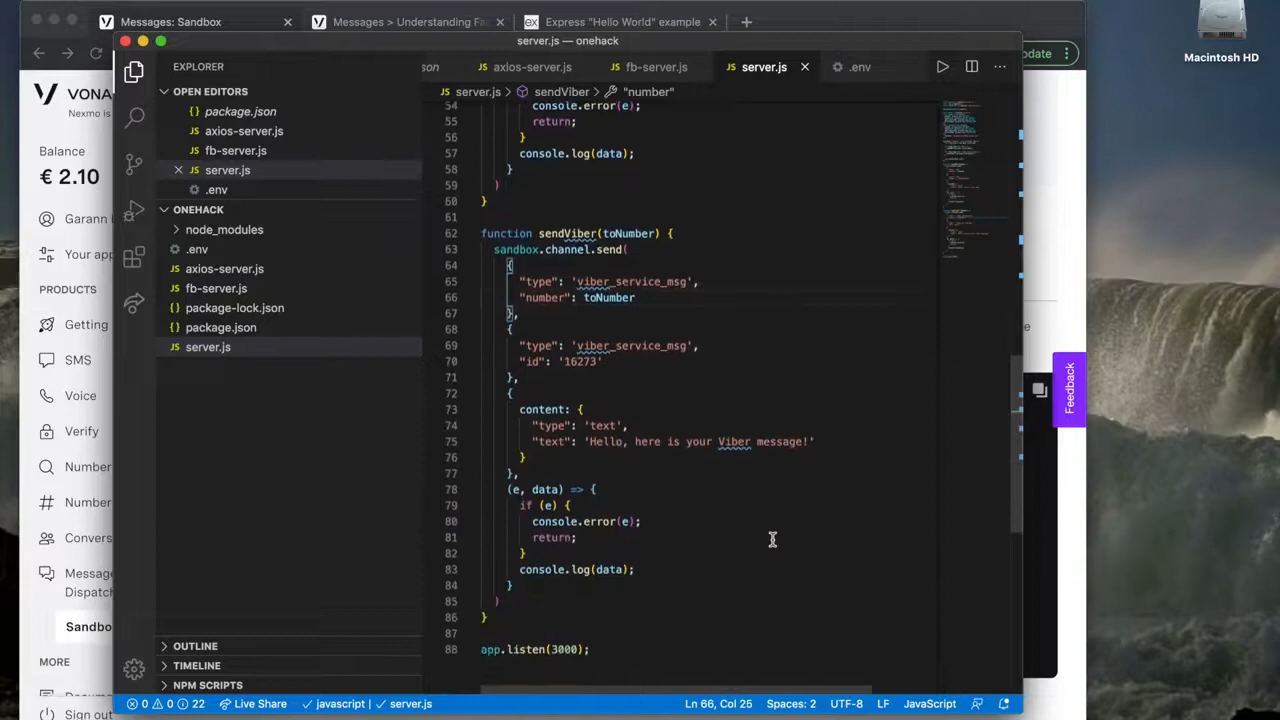 Messages: Sandbox
Messages > Understanding Fa
ex Express "Hello World" example
server.js — onehack
pdate
Macintosh HD
VONA
Nexmo is becom
Balance
€ 2.10
Garann
Your app
PRODUCTS
Getting
SMS
Voice
Verify
Number
Number
Convers
Message
Dispatch
Sandbo
MORE
Sign out
EXPLORER
OPEN EDITORS
{} package.json
JS axios-server.js
JS fb-server.js
JS server.js
.env
ONEHACK
node_modules
.env
JS axios-server.js
JS fb-server.js
{} package-lock.json
{} package.json
JS server.js
OUTLINE
TIMELINE
NPM SCRIPTS
son
JS axios-server.js
JS fb-server.js
JS server.js
.env
JS server.js > sendViber > "number"
54 console.error(e);
55 return;
56 }
57 console.log(data);
58 }
59 )
60 }
61
62 function sendViber(toNumber) {
63 sandbox.channel.send(
64 {
65 "type": 'viber_service_msg',
66 "number": toNumber
67 },
68 {
69 "type": 'viber_service_msg',
70 "id": '16273'
71 },
72 {
73 content: {
74 "type": 'text',
75 "text": 'Hello, here is your Viber message!'
76 }
77 },
78 (e, data) => {
79 if (e) {
80 console.error(e);
81 return;
82 }
83 console.log(data);
84 }
85 )
86 }
87
88 app.listen(3000);
e
Feedback
0 0 22
Live Share
javascript | server.js
Ln 66, Col 25
Spaces: 2
UTF-8
LF
JavaScript